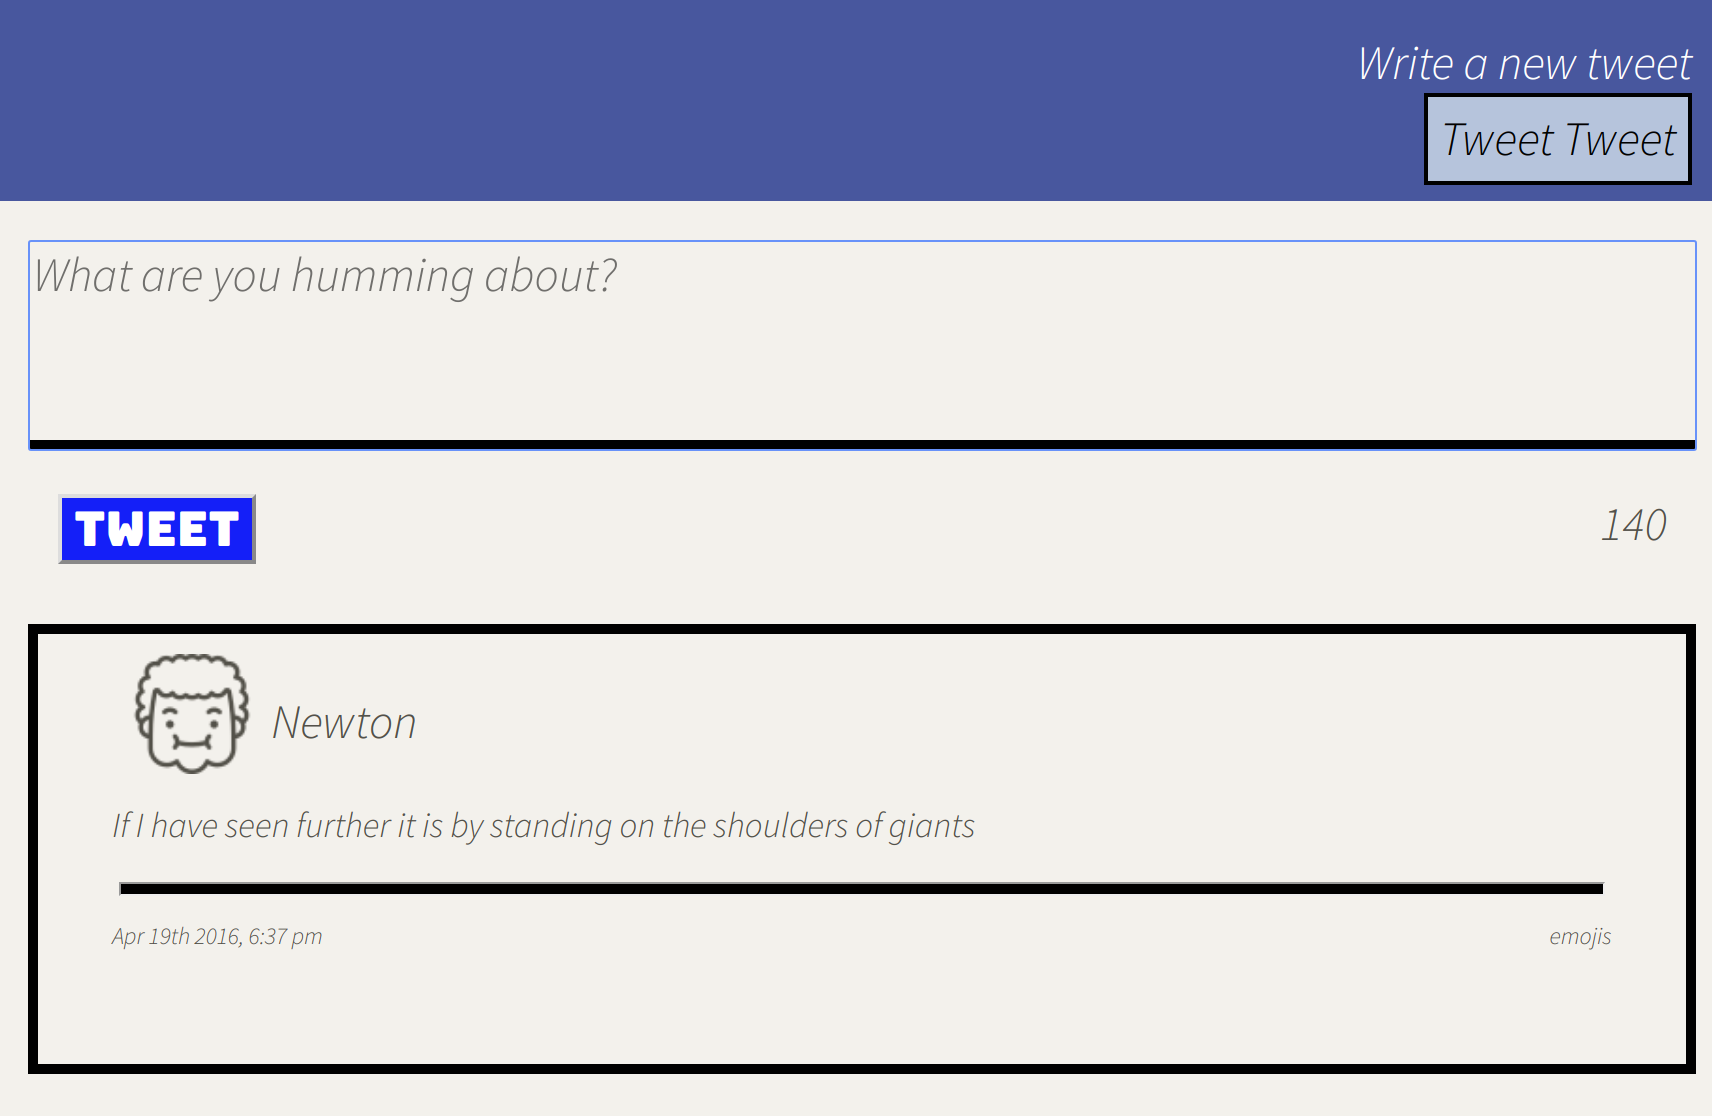 Write a new tweet
Tweet Tweet
What are you humming about?
TWEET
140
Newton
If I have seen further it is by standing on the shoulders of giants
Apr 19th 2016, 6:37 pm
emojis